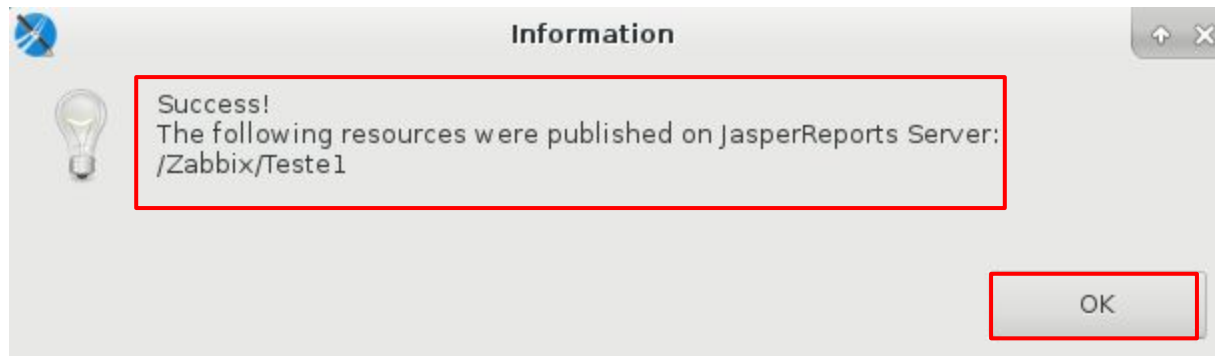 Information
Success!
The following resources were published on JasperReports Server:
/Zabbix/Teste1
OK